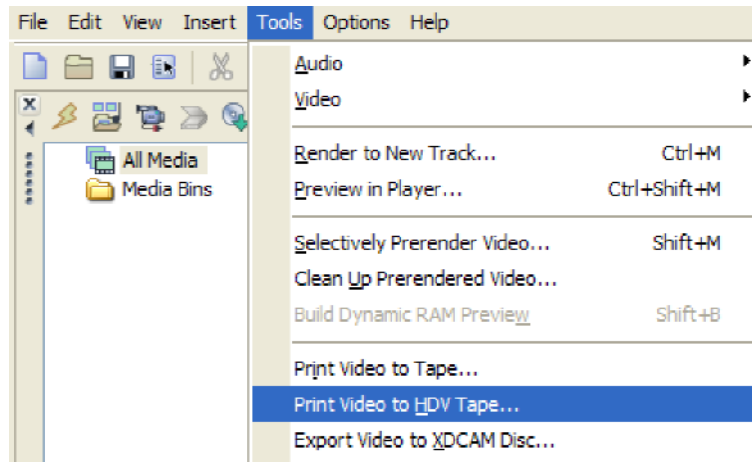 File Edit View Insert Tools Options Help
Audio
Video
All Media
Media Bins
Render to New Track... Ctrl+M
Preview in Player... Ctrl+Shift+M
Selectively Prerender Video... Shift+M
Clean Up Prerendered Video...
Build Dynamic RAM Preview Shift+B
Print Video to Tape...
Print Video to HDV Tape...
Export Video to XDCAM Disc...